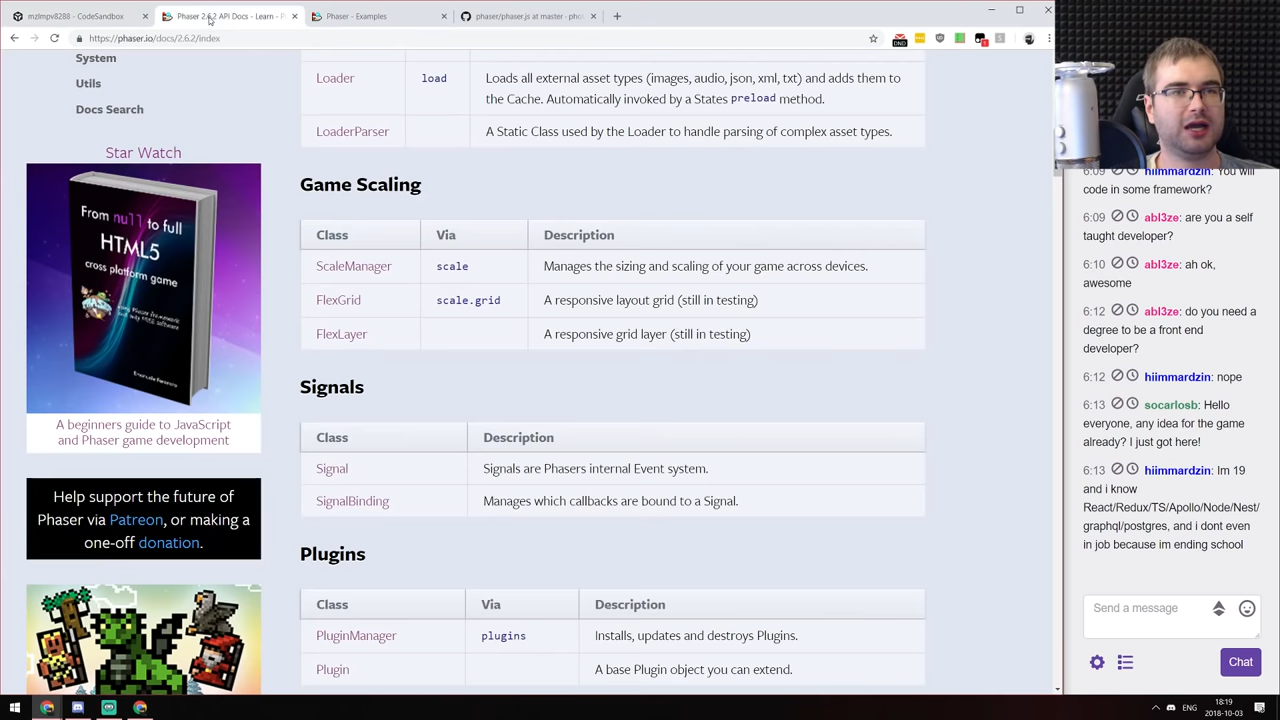 mzlmpv8288 - CodeSandbox
Phaser 2.6.2 API Docs - Learn - P
Phaser - Examples
phaser/phaser.js at master · phot
https://phaser.io/docs/2.6.2/index
System
Utils
Docs Search
Star Watch
From null to full
HTML5
cross platform game
Emanuele Feronato
A beginners guide to JavaScript
and Phaser game development
Help support the future of
Phaser via Patreon, or making a
one-off donation.
Loader load Loads all external asset types (images, audio, json, xml, txt) and adds them to
the Cache. Automatically invoked by a States preload method.
LoaderParser A Static Class used by the Loader to handle parsing of complex asset types.
Game Scaling
Class Via Description
ScaleManager scale Manages the sizing and scaling of your game across devices.
FlexGrid scale.grid A responsive layout grid (still in testing)
FlexLayer A responsive grid layer (still in testing)
Signals
Class Description
Signal Signals are Phasers internal Event system.
SignalBinding Manages which callbacks are bound to a Signal.
Plugins
Class Via Description
PluginManager plugins Installs, updates and destroys Plugins.
Plugin A base Plugin object you can extend.
6:09 hiimmardzin: You will
code in some framework?
6:09 abl3ze: are you a self
taught developer?
6:10 abl3ze: ah ok,
awesome
6:12 abl3ze: do you need a
degree to be a front end
developer?
6:12 hiimmardzin: nope
6:13 socarlosb: Hello
everyone, any idea for the game
already? I just got here!
6:13 hiimmardzin: Im 19
and i know
React/Redux/TS/Apollo/Node/Nest/
graphql/postgres, and i dont even
in job because im ending school
Send a message
Chat
ENG
18:19
2018-10-03